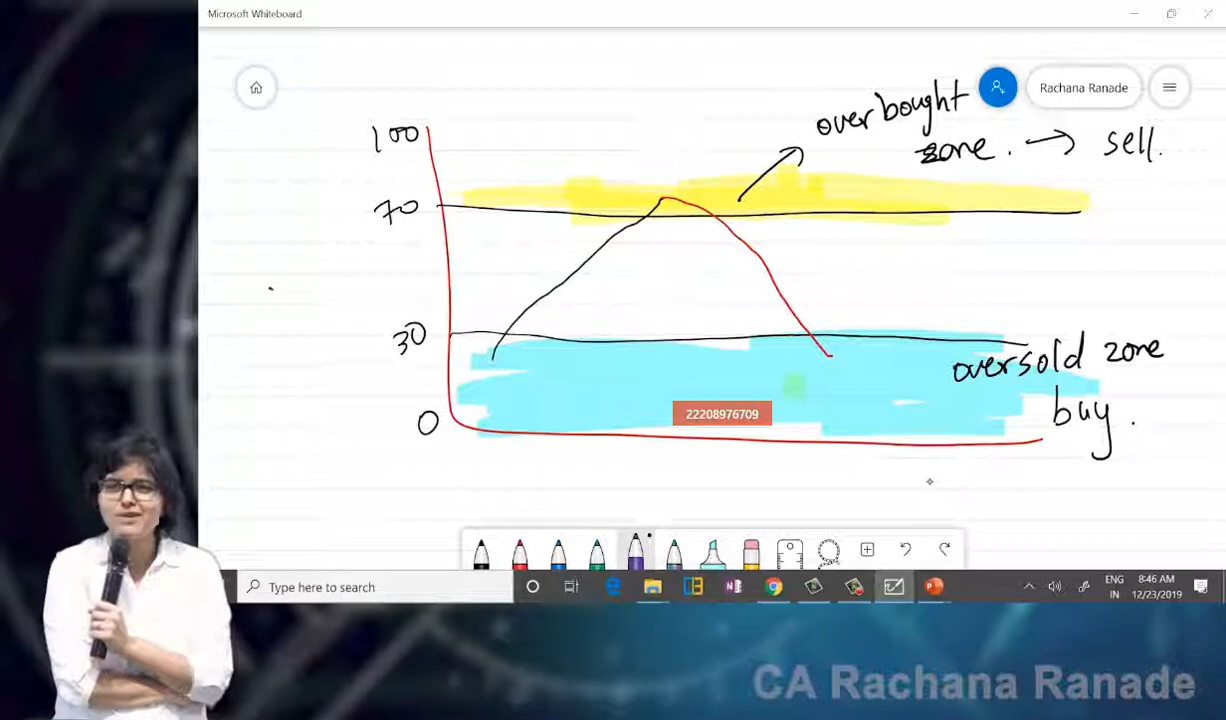 Microsoft Whiteboard
Rachana Ranade
100
overbought
zone. → sell.
70
30
oversold zone
buy.
0
22208976709
Type here to search
ENG
IN
8:46 AM
12/23/2019
CA Rachana Ranade